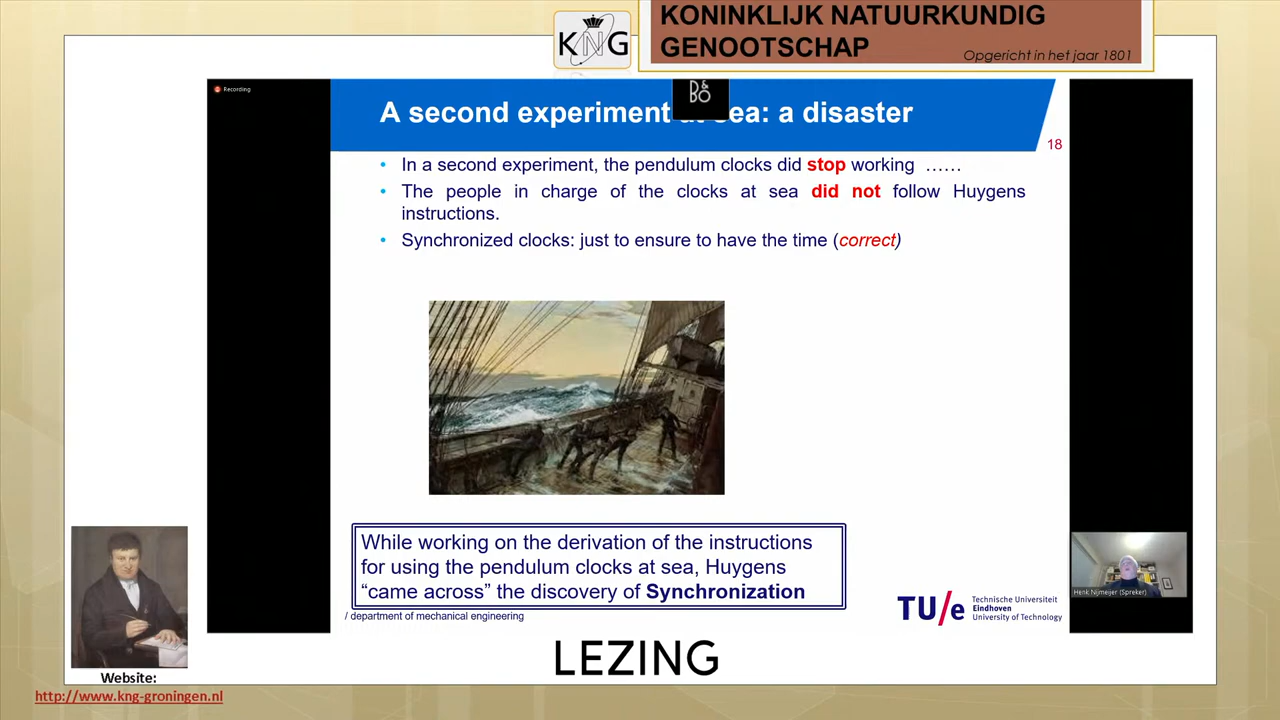 KNG
KONINKLIJK NATUURKUNDIG
GENOOTSCHAP
Opgericht in het jaar 1801
Recording
A second experiment at sea: a disaster
18
• In a second experiment, the pendulum clocks did stop working ……
• The people in charge of the clocks at sea did not follow Huygens
instructions.
• Synchronized clocks: just to ensure to have the time (correct)
While working on the derivation of the instructions
for using the pendulum clocks at sea, Huygens
“came across” the discovery of Synchronization
/ department of mechanical engineering
TU/e
Technische Universiteit
Eindhoven
University of Technology
Henk Nijmeijer (Spreker)
LEZING
Website:
http://www.kng-groningen.nl